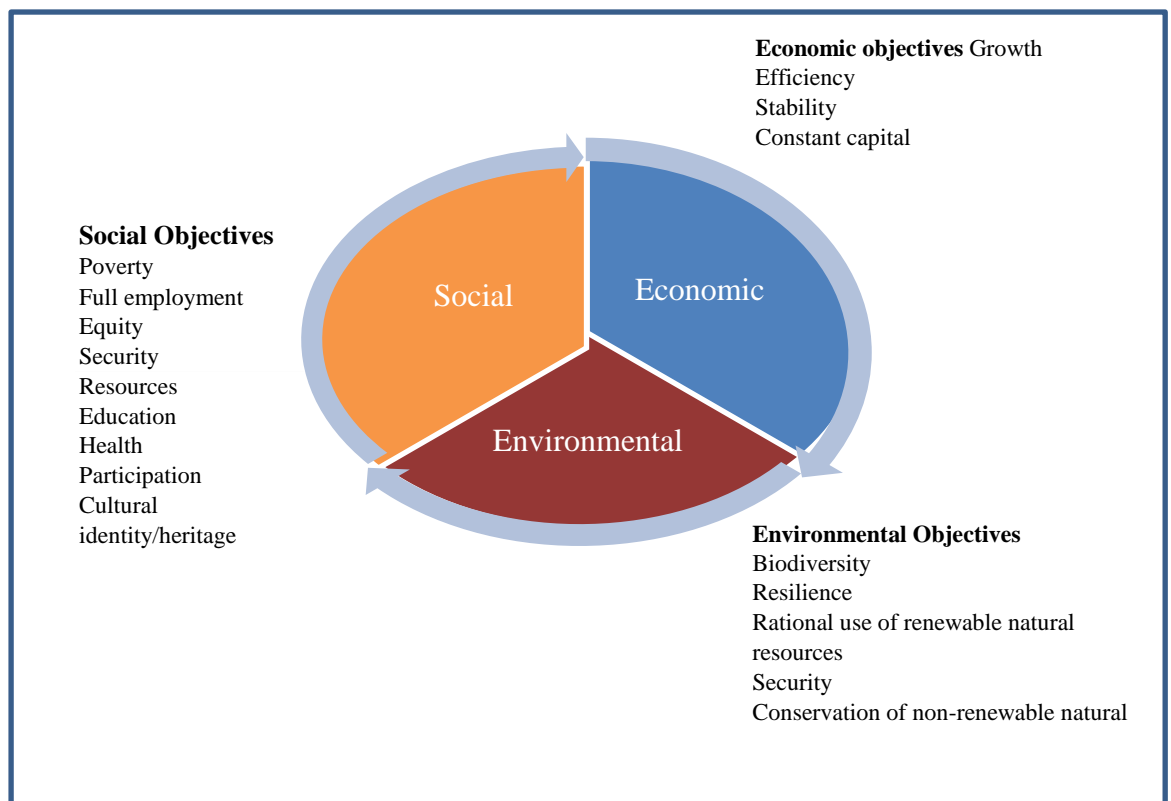 Economic objectives Growth
Efficiency
Stability
Constant capital
Social Objectives
Poverty
Full employment
Equity
Security
Resources
Education
Health
Participation
Cultural
identity/heritage
Social
Economic
Environmental
Environmental Objectives
Biodiversity
Resilience
Rational use of renewable natural
resources
Security
Conservation of non-renewable natural